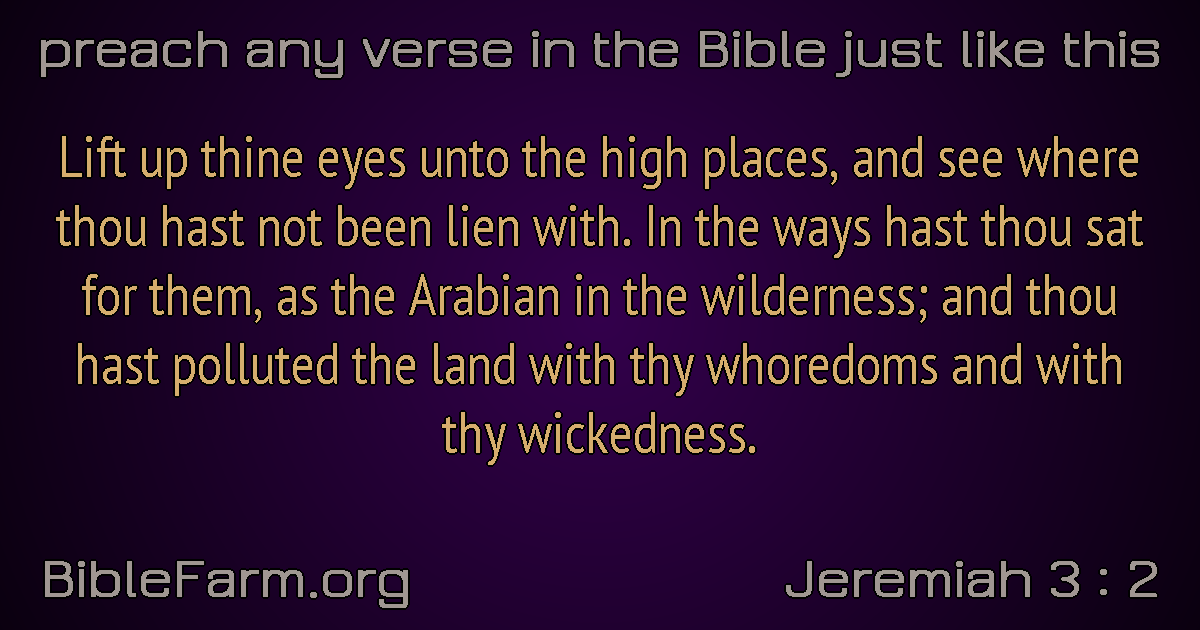 preach any verse in the Bible just like this
Lift up thine eyes unto the high places, and see where
thou hast not been lien with. In the ways hast thou sat
for them, as the Arabian in the wilderness; and thou
hast polluted the land with thy whoredoms and with
thy wickedness.
BibleFarm.org
Jeremiah 3 : 2